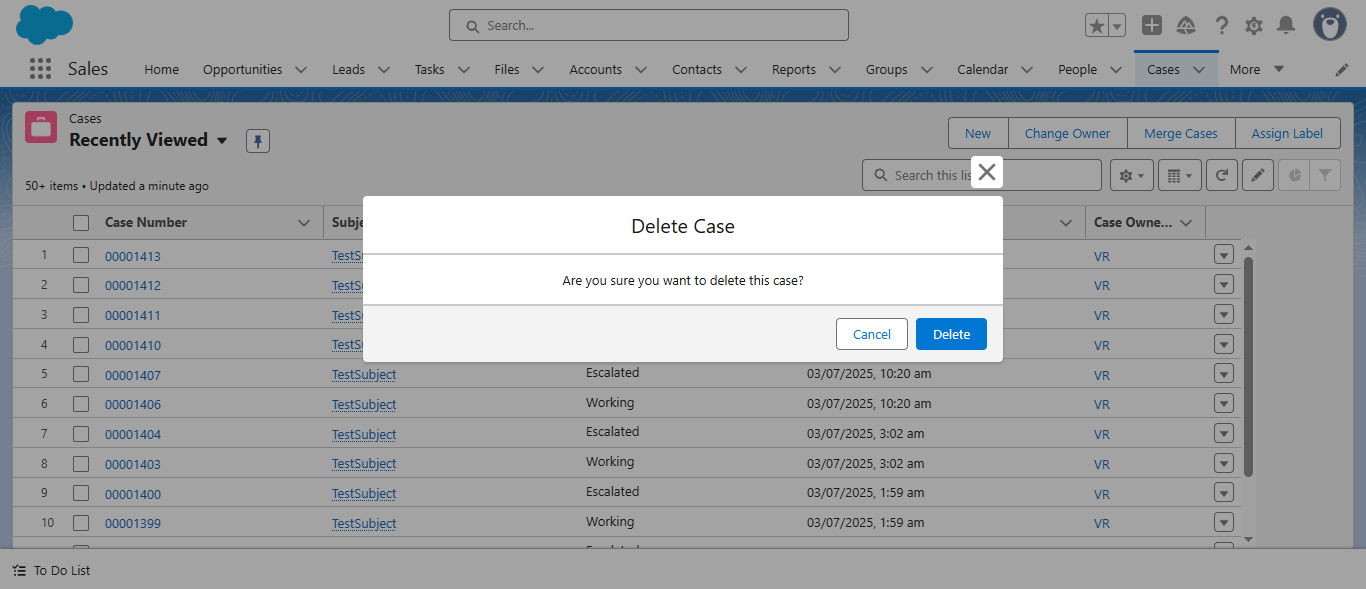 Search...
Sales Home Opportunities Leads Tasks Files Accounts Contacts Reports Groups Calendar People Cases More
Cases
Recently Viewed
New Change Owner Merge Cases Assign Label
50+ items • Updated a minute ago
Search this lis
Case Number Subje Case Owne...
Delete Case
Are you sure you want to delete this case?
Cancel Delete
1 00001413 TestSu VR
2 00001412 TestSu VR
3 00001411 TestSu VR
4 00001410 TestSu VR
5 00001407 TestSubject Escalated 03/07/2025, 10:20 am VR
6 00001406 TestSubject Working 03/07/2025, 10:20 am VR
7 00001404 TestSubject Escalated 03/07/2025, 3:02 am VR
8 00001403 TestSubject Working 03/07/2025, 3:02 am VR
9 00001400 TestSubject Escalated 03/07/2025, 1:59 am VR
10 00001399 TestSubject Working 03/07/2025, 1:59 am VR
To Do List